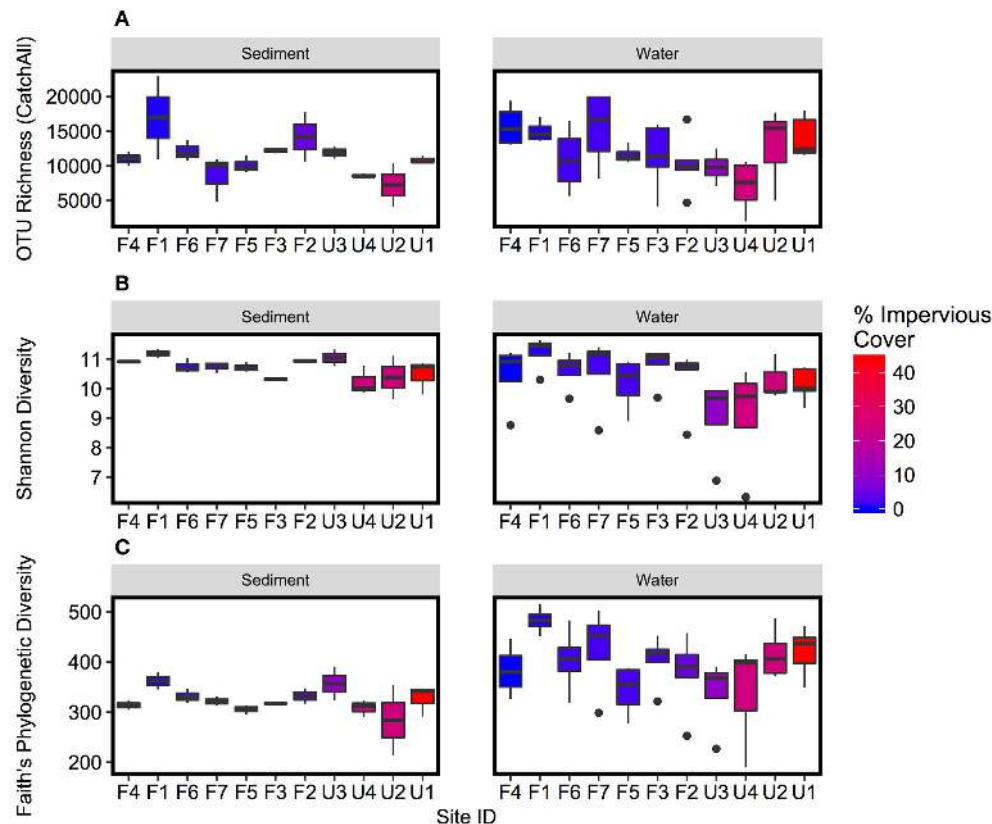 A
Sediment
Water
OTU Richness (CatchAll)
20000
15000
10000
5000
F4 F1 F6 F7 F5 F3 F2 U3 U4 U2 U1
F4 F1 F6 F7 F5 F3 F2 U3 U4 U2 U1
B
Sediment
Water
Shannon Diversity
11
10
9
8
7
F4 F1 F6 F7 F5 F3 F2 U3 U4 U2 U1
F4 F1 F6 F7 F5 F3 F2 U3 U4 U2 U1
% Impervious
Cover
40
30
20
10
0
C
Sediment
Water
Faith's Phylogenetic Diversity
500
400
300
200
F4 F1 F6 F7 F5 F3 F2 U3 U4 U2 U1
F4 F1 F6 F7 F5 F3 F2 U3 U4 U2 U1
Site ID